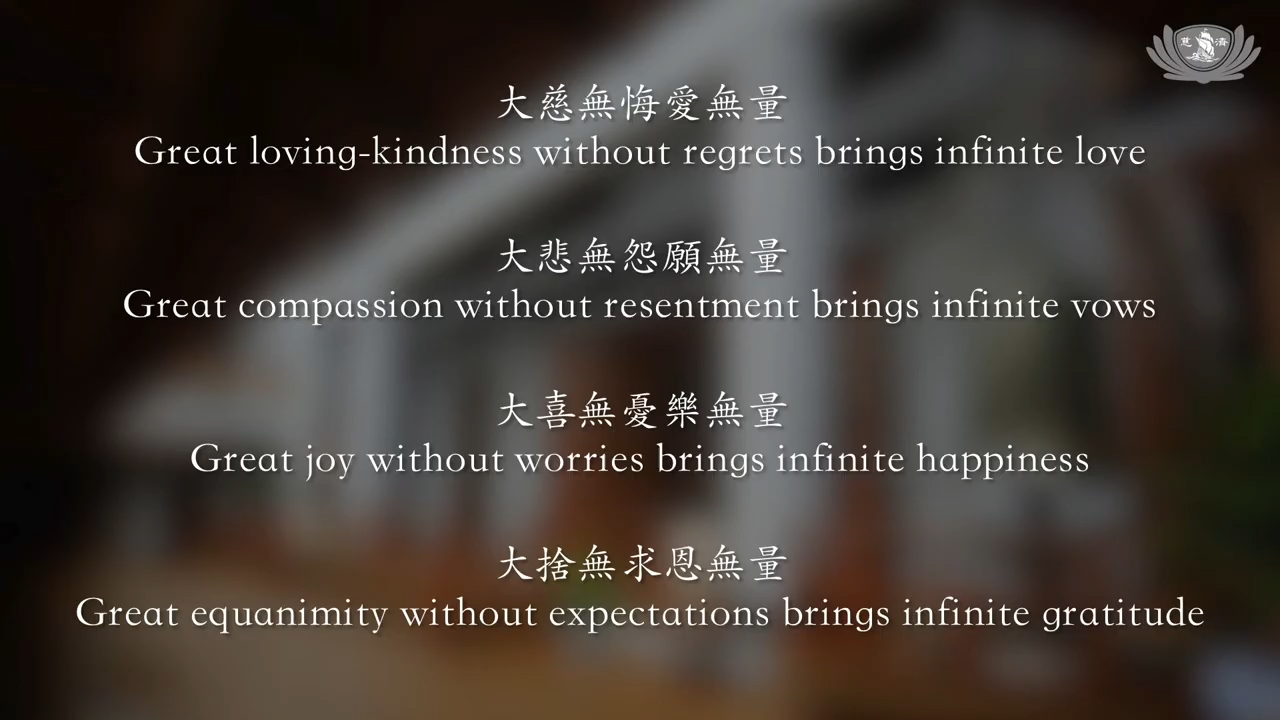 慈 濟
大慈無悔愛無量
Great loving-kindness without regrets brings infinite love
大悲無怨願無量
Great compassion without resentment brings infinite vows
大喜無憂樂無量
Great joy without worries brings infinite happiness
大捨無求恩無量
Great equanimity without expectations brings infinite gratitude